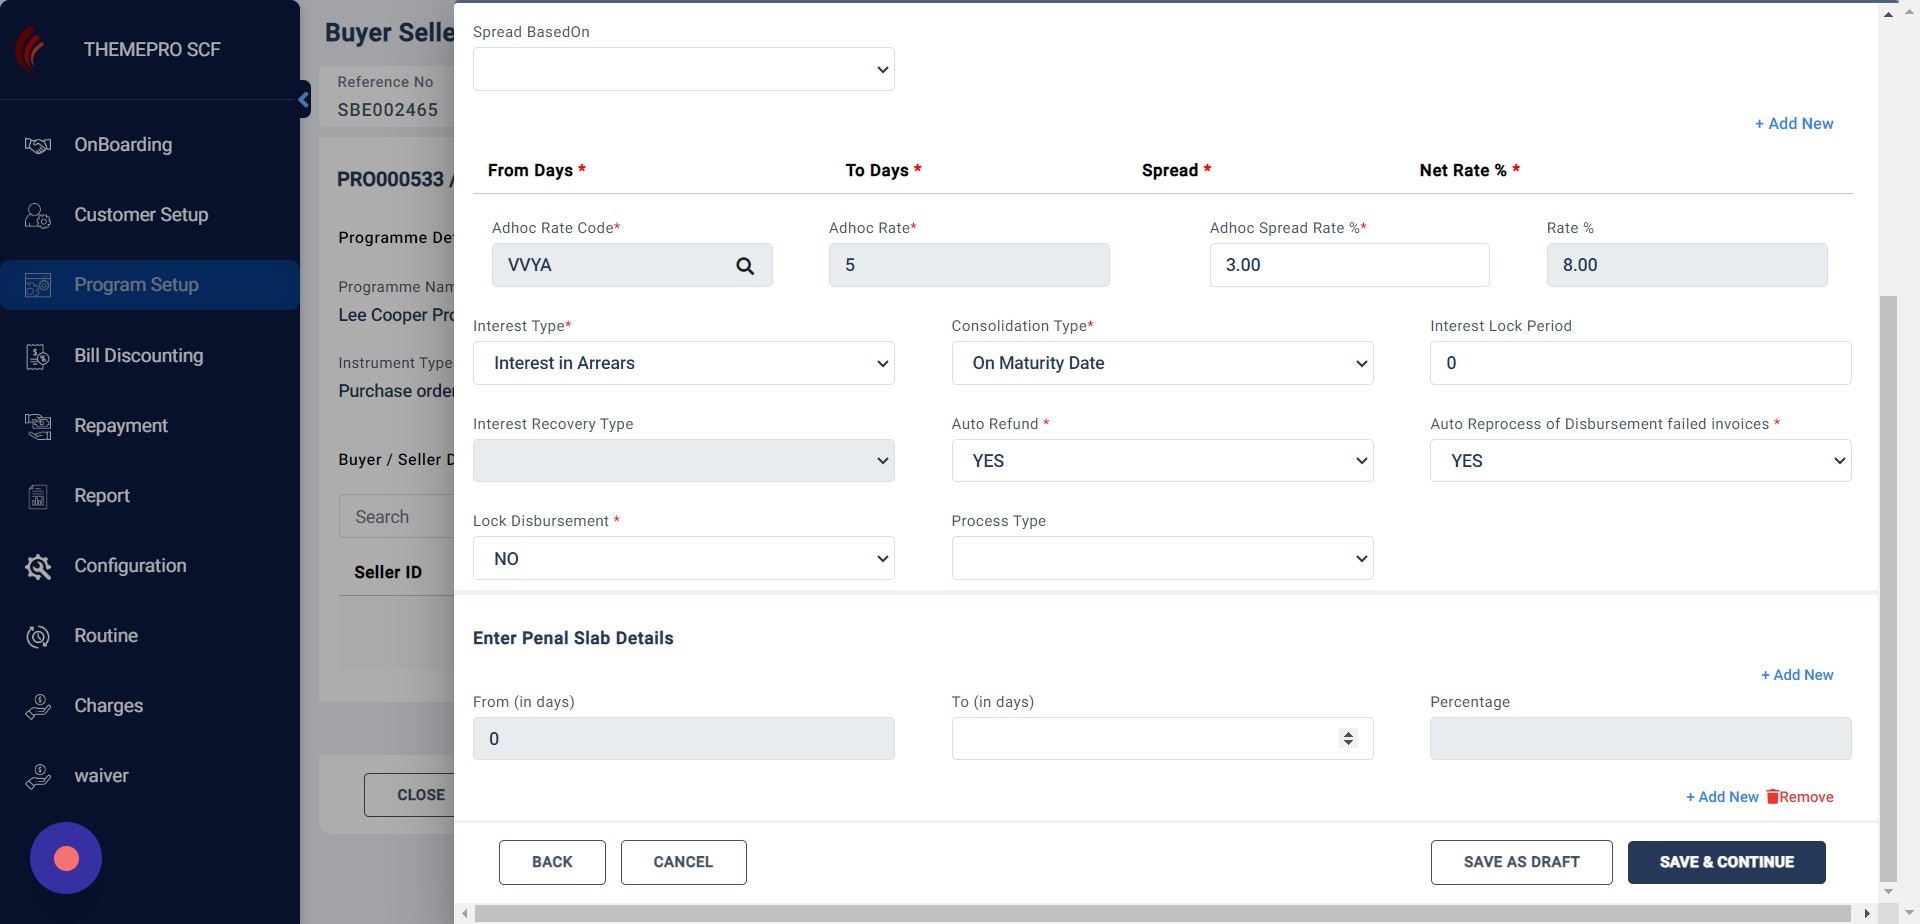 THEMEPRO SCF
OnBoarding
Customer Setup
Program Setup
Bill Discounting
Repayment
Report
Configuration
Routine
Charges
waiver
Buyer Selle
Reference No
SBE002465
PRO000533 /
Programme De
Programme Nam
Lee Cooper Pro
Instrument Type
Purchase order
Buyer / Seller D
Search
Seller ID
CLOSE
Spread BasedOn
+ Add New
From Days * To Days * Spread * Net Rate % *
Adhoc Rate Code* Adhoc Rate* Adhoc Spread Rate %* Rate %
VVYA 5 3.00 8.00
Interest Type* Consolidation Type* Interest Lock Period
Interest in Arrears On Maturity Date 0
Interest Recovery Type Auto Refund * Auto Reprocess of Disbursement failed invoices *
YES YES
Lock Disbursement * Process Type
NO
Enter Penal Slab Details
+ Add New
From (in days) To (in days) Percentage
0
+ Add New Remove
BACK CANCEL SAVE AS DRAFT SAVE & CONTINUE